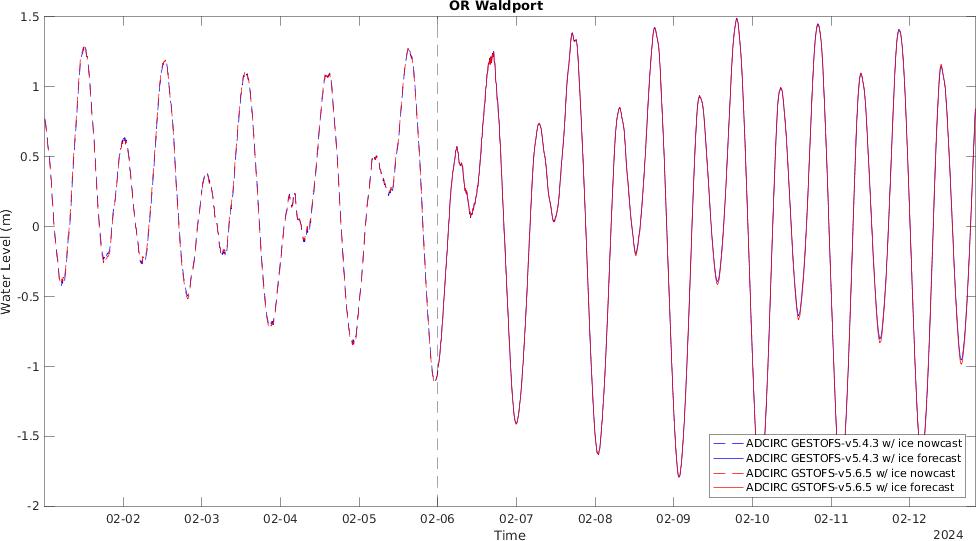 OR Waldport
1.5
1
0.5
0
-0.5
-1
-1.5
-2
Water Level (m)
02-02 02-03 02-04 02-05 02-06 02-07 02-08 02-09 02-10 02-11 02-12
Time
2024
ADCIRC GESTOFS-v5.4.3 w/ ice nowcast
ADCIRC GESTOFS-v5.4.3 w/ ice forecast
ADCIRC GSTOFS-v5.6.5 w/ ice nowcast
ADCIRC GSTOFS-v5.6.5 w/ ice forecast